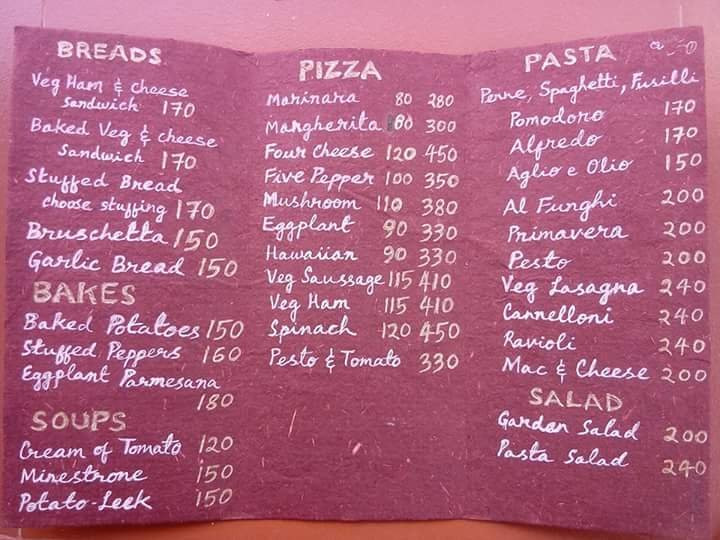 BREADS
Veg Ham & cheese
Sandwich 170
Baked Veg & cheese
Sandwich 170
Stuffed Bread
choose stuffing 170
Bruschetta 150
Garlic Bread 150
BAKES
Baked Potatoes 150
Stuffed Peppers 160
Eggplant Parmesana
180
SOUPS
Cream of Tomato 120
Minestrone 150
Potato-Leek 150
PIZZA
Marinara 80 280
Margherita 80 300
Four Cheese 120 450
Five Pepper 100 350
Mushroom 110 380
Eggplant 90 330
Hawaiian 90 330
Veg Saussage 115 410
Veg Ham 115 410
Spinach 120 450
Pesto & Tomato 330
PASTA
Penne, Spaghetti, Fusilli
Pomodoro 170
Alfredo 170
Aglio e Olio 150
Al Funghi 200
Primavera 200
Pesto 200
Veg Lasagna 240
Cannelloni 240
Ravioli 240
Mac & Cheese 200
SALAD
Garden Salad 200
Pasta Salad 240